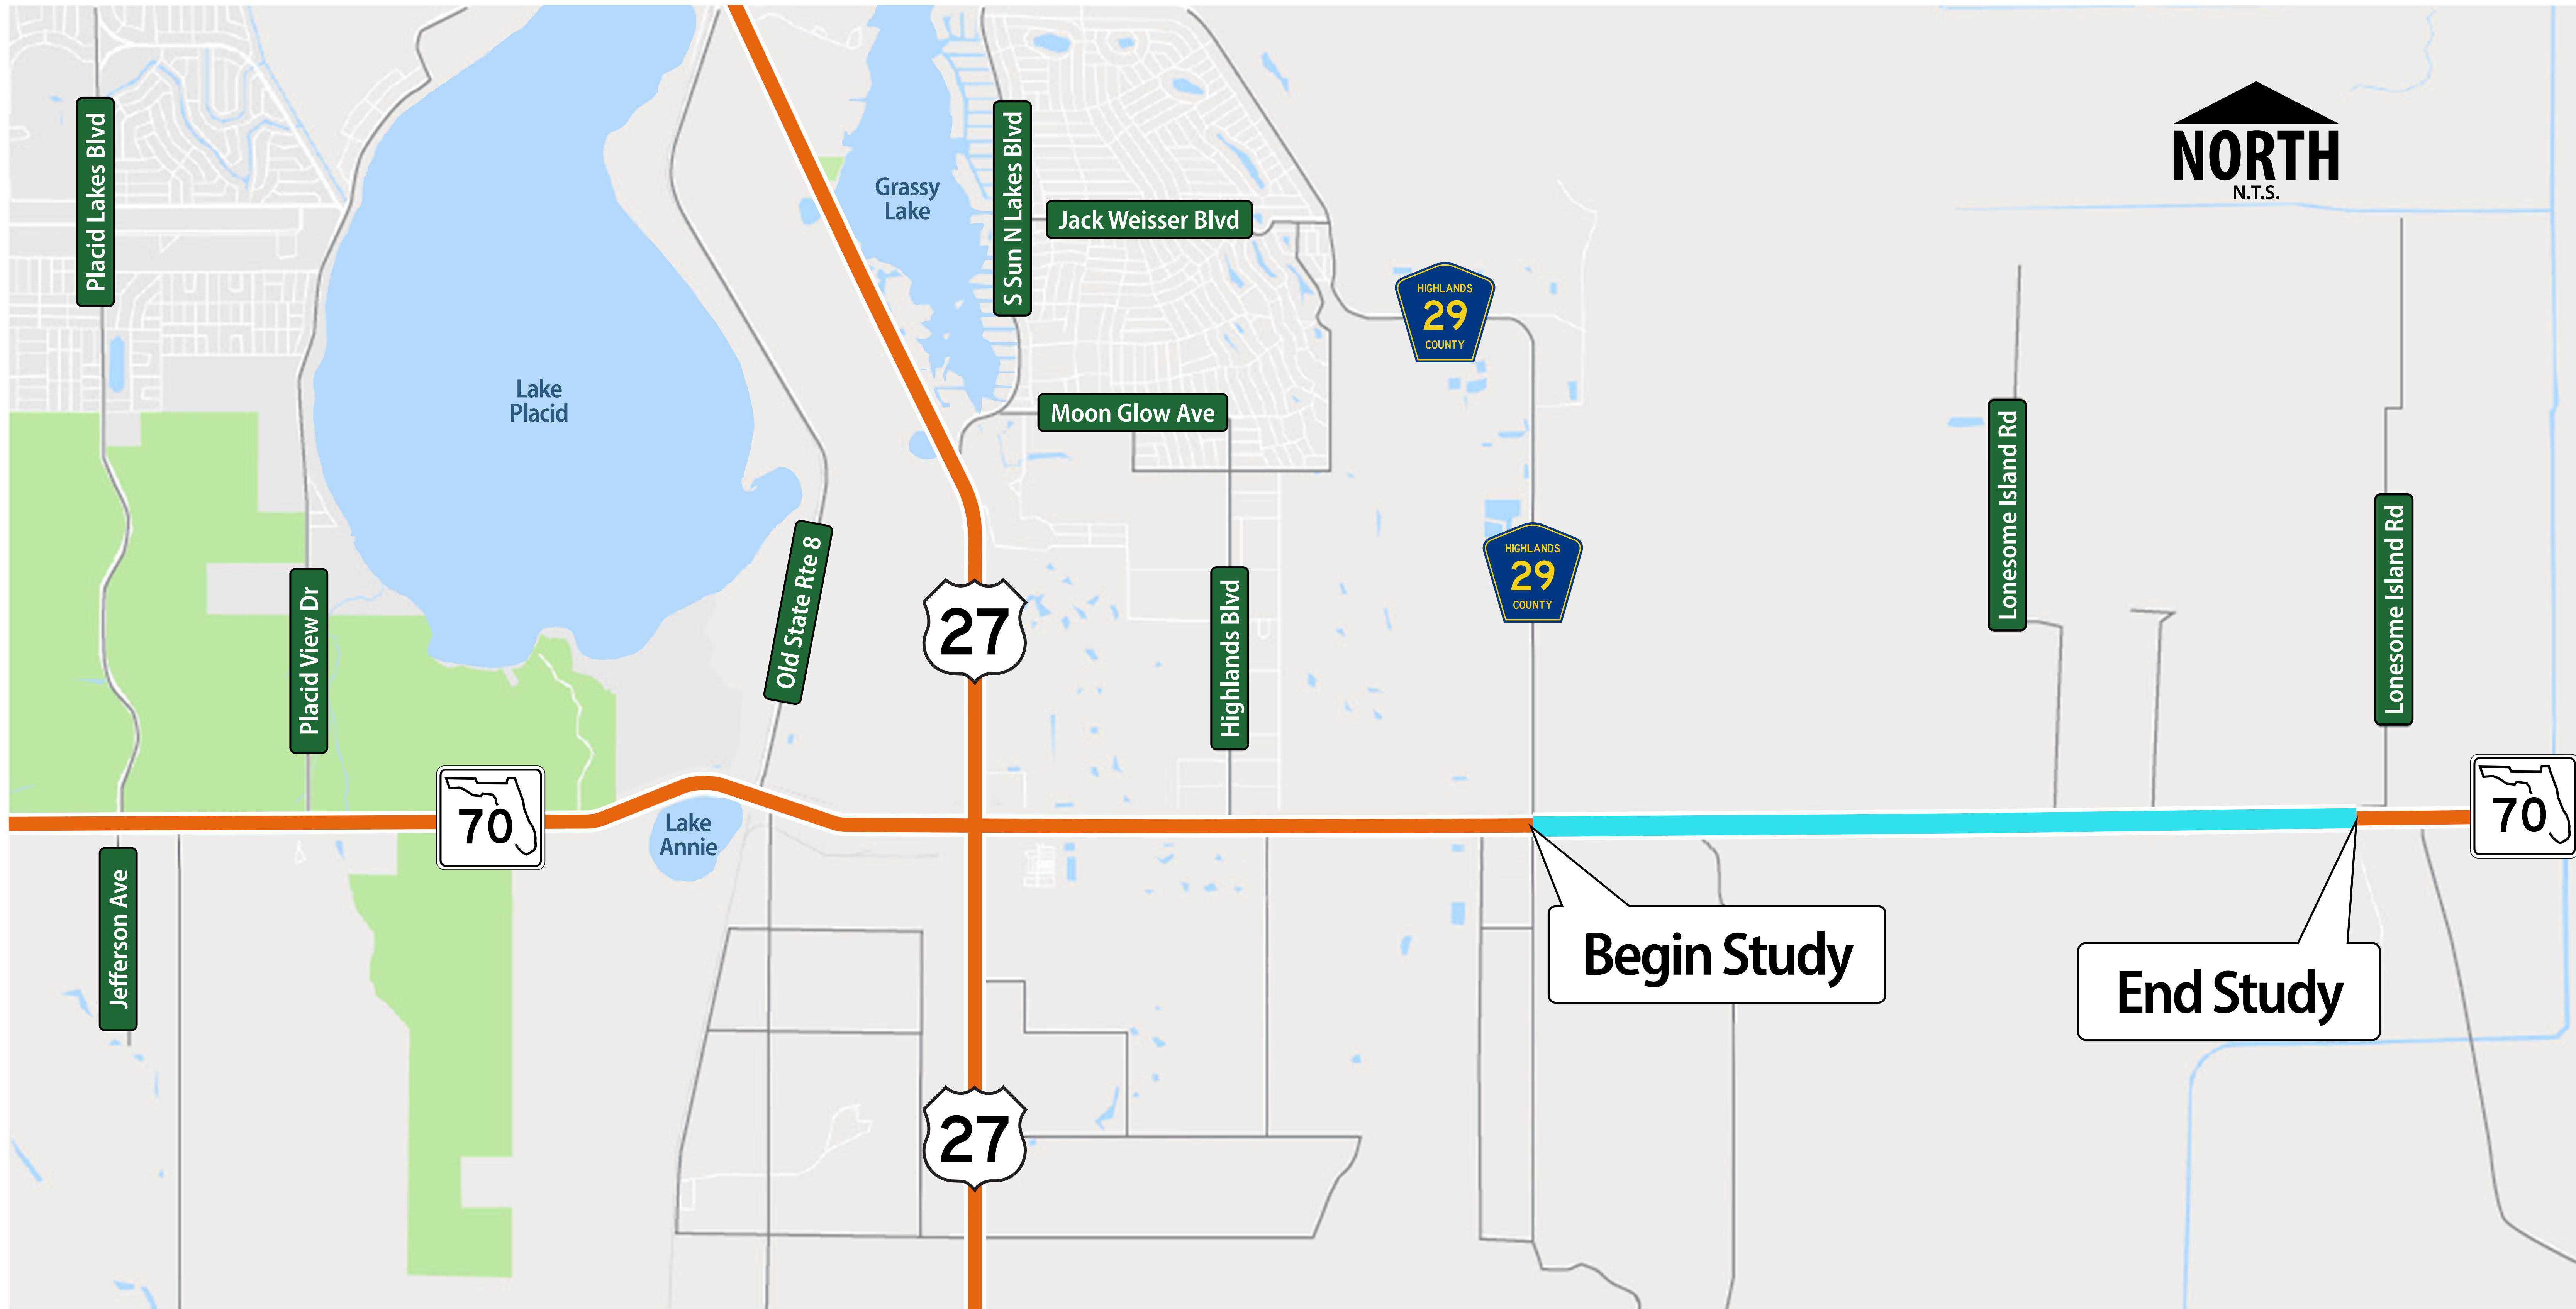 NORTH
N.T.S.
Placid Lakes Blvd
Grassy
Lake
S Sun N Lakes Blvd
Jack Weisser Blvd
HIGHLANDS
29
COUNTY
Lake
Placid
Moon Glow Ave
Lonesome Island Rd
Lonesome Island Rd
HIGHLANDS
29
COUNTY
Placid View Dr
Old State Rte 8
27
Highlands Blvd
70
Lake
Annie
70
Jefferson Ave
Begin Study
End Study
27